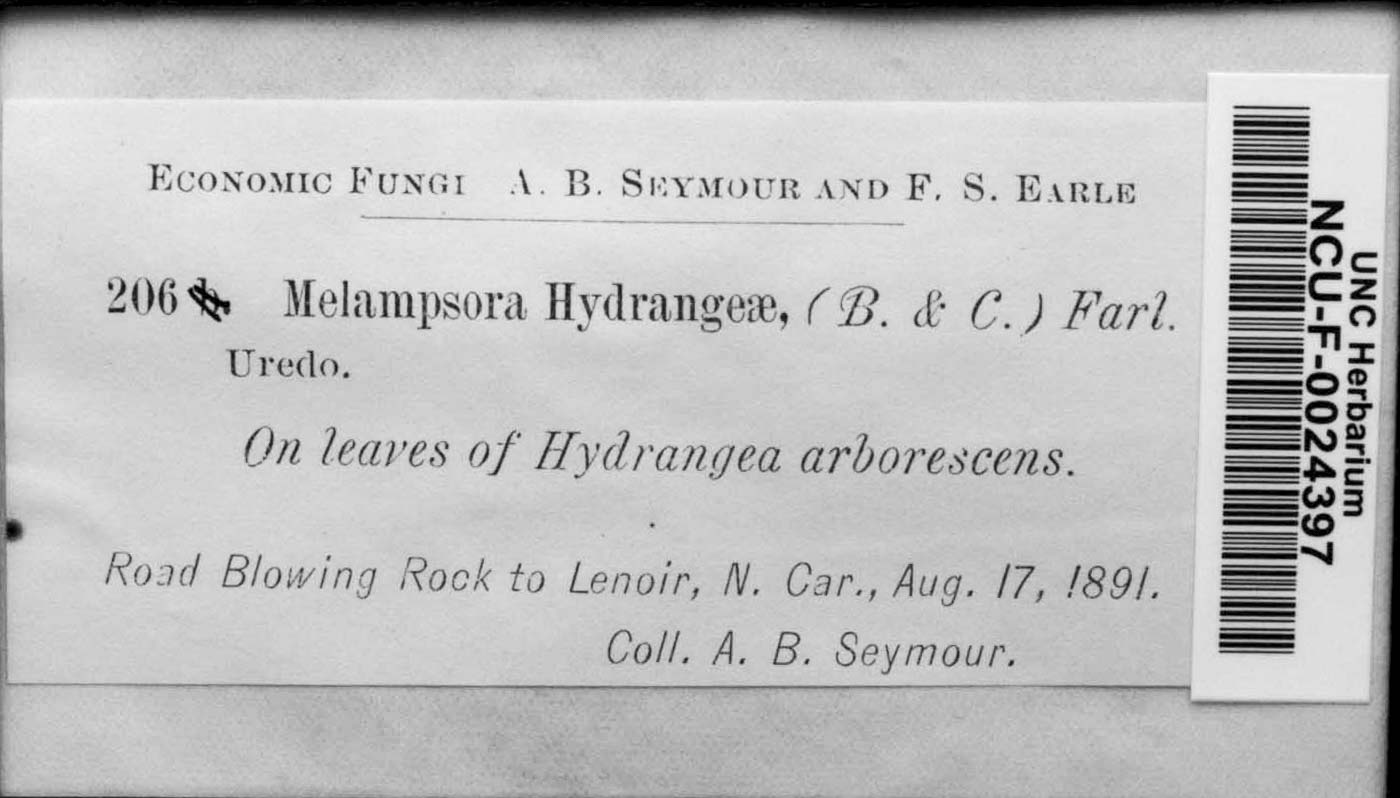 ECONOMIC FUNGI A. B. SEYMOUR AND F. S. EARLE
206 Melampsora Hydrangeæ, (B. & C.) Farl.
Uredo.
On leaves of Hydrangea arborescens.
Road Blowing Rock to Lenoir, N. Car., Aug. 17, 1891.
Coll. A. B. Seymour.
UNC Herbarium
NCU-F-0024397